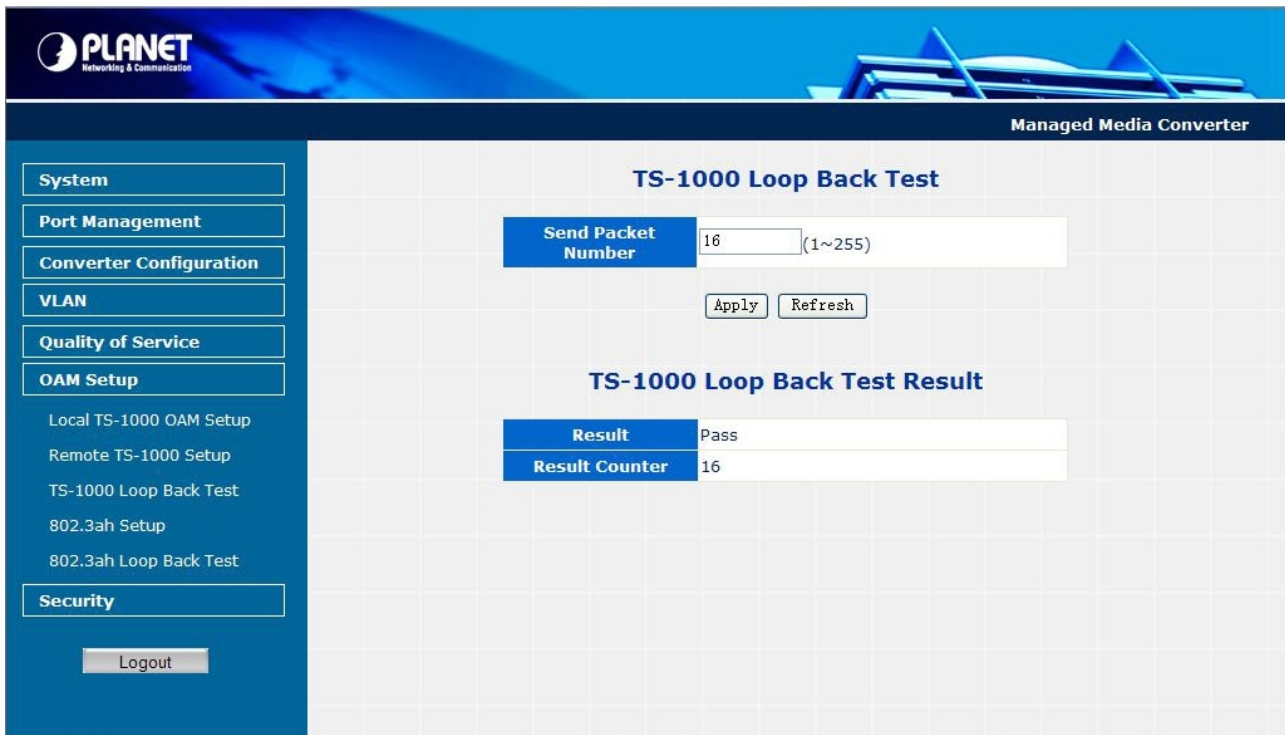 PLANET
Networking & Communication
Managed Media Converter
System
Port Management
Converter Configuration
VLAN
Quality of Service
OAM Setup
Local TS-1000 OAM Setup
Remote TS-1000 Setup
TS-1000 Loop Back Test
802.3ah Setup
802.3ah Loop Back Test
Security
Logout
TS-1000 Loop Back Test
Send Packet
Number
16 (1~255)
Apply Refresh
TS-1000 Loop Back Test Result
Result Pass
Result Counter 16